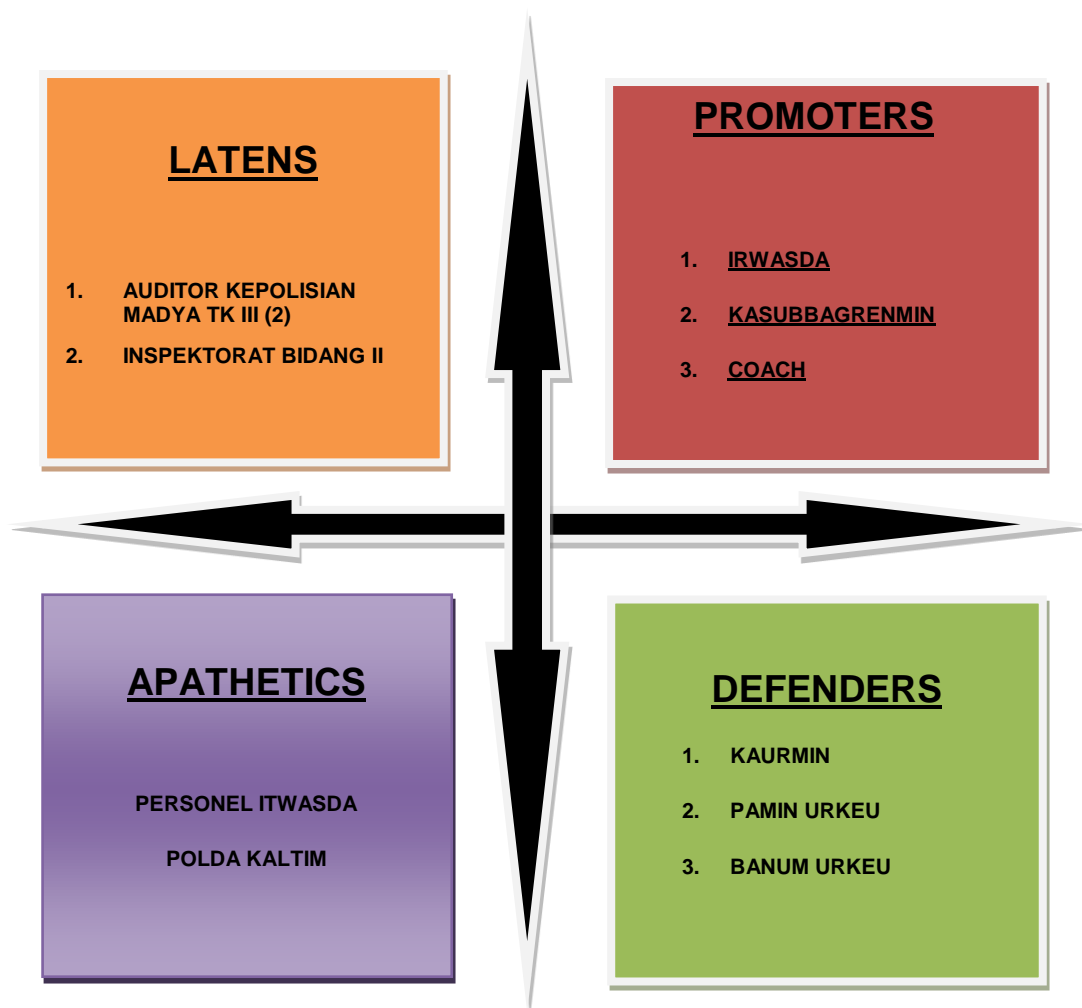 LATENS
1. AUDITOR KEPOLISIAN
MADYA TK III (2)
2. INSPEKTORAT BIDANG II
PROMOTERS
1. IRWASDA
2. KASUBBAGRENMIN
3. COACH
APATHETICS
PERSONEL ITWASDA
POLDA KALTIM
DEFENDERS
1. KAURMIN
2. PAMIN URKEU
3. BANUM URKEU